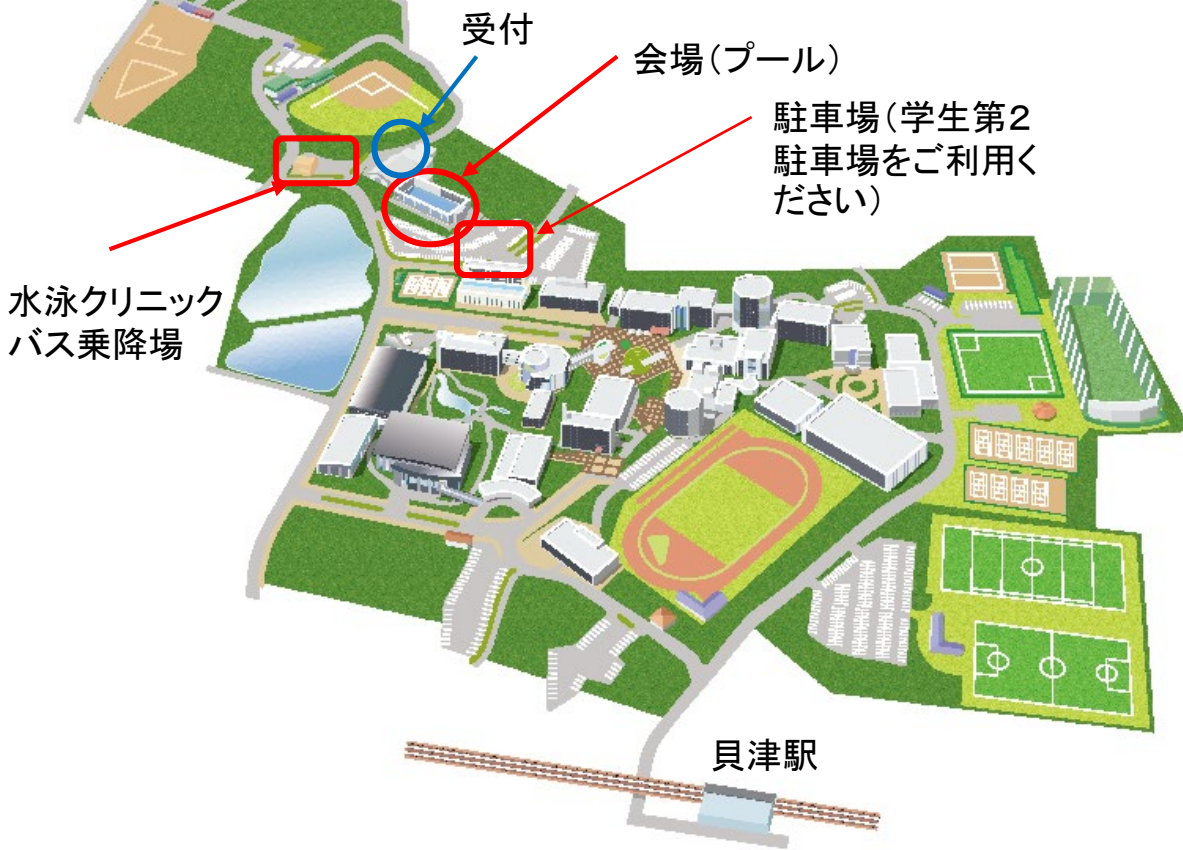 受付
会場（プール）
駐車場（学生第２
駐車場をご利用く
ださい）
水泳クリニック
バス乗降場
貝津駅